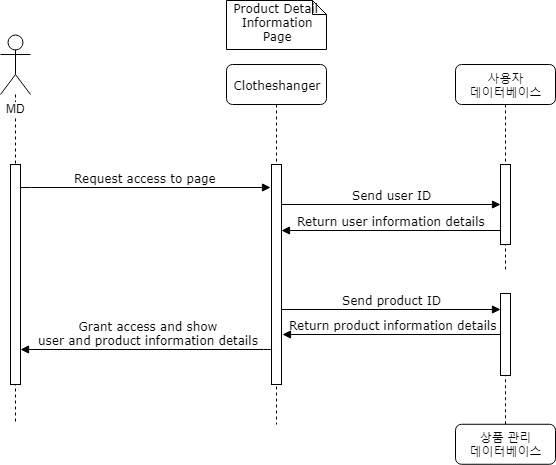 Product Detail
Information
Page
Clotheshanger
사용자
데이터베이스
MD
Request access to page
Send user ID
Return user information details
Send product ID
Return product information details
Grant access and show
user and product information details
상품 관리
데이터베이스